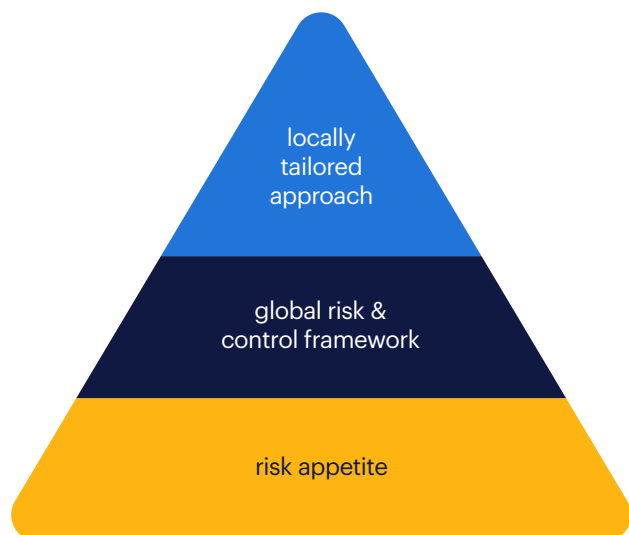 locally
tailored
approach
global risk &
control framework
risk appetite